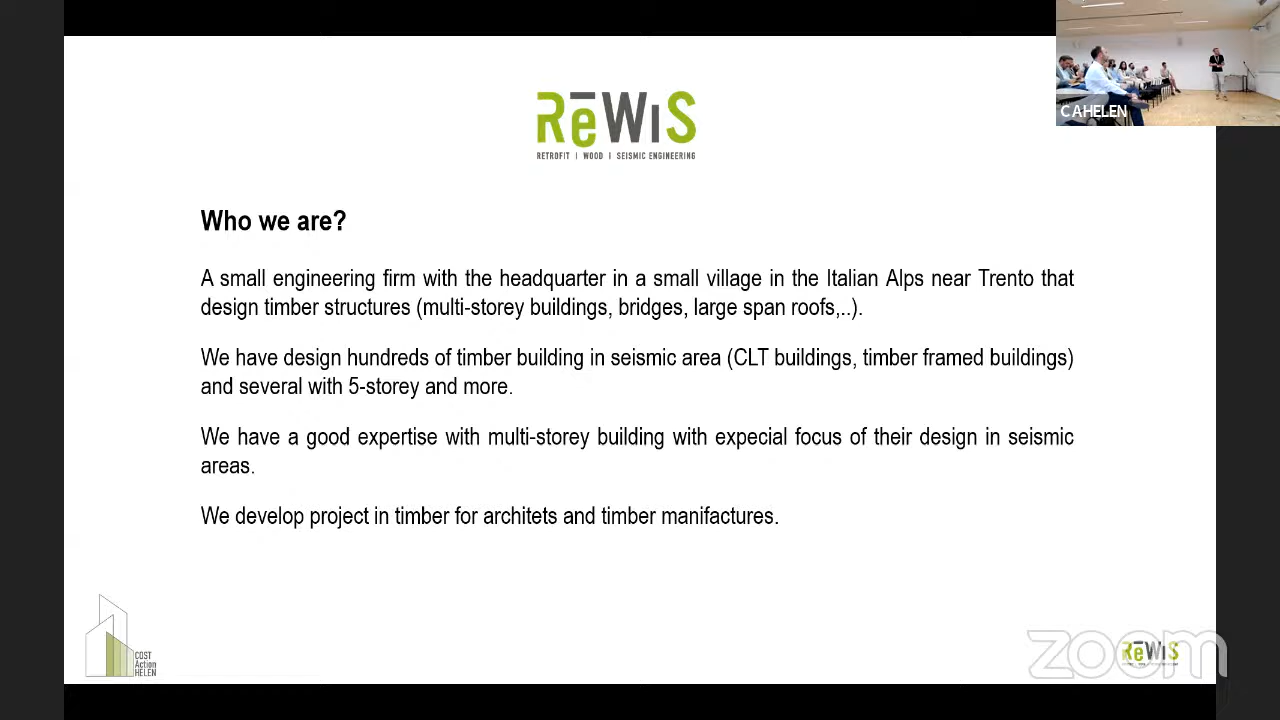 RēWiS
RETROFIT | WOOD | SEISMIC ENGINEERING
CAHELEN
Who we are?
A small engineering firm with the headquarter in a small village in the Italian Alps near Trento that
design timber structures (multi-storey buildings, bridges, large span roofs,..).
We have design hundreds of timber building in seismic area (CLT buildings, timber framed buildings)
and several with 5-storey and more.
We have a good expertise with multi-storey building with expecial focus of their design in seismic
areas.
We develop project in timber for architets and timber manifactures.
COST
Action
HELEN
zoom
RēWiS